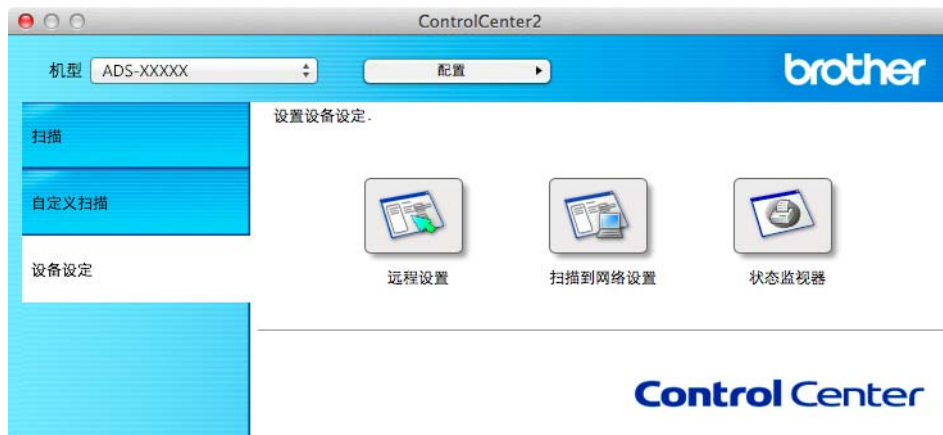 ControlCenter2
机型 ADS-XXXXX 配置 brother
扫描
自定义扫描
设备设定
设置设备设定.
远程设置 扫描到网络设置 状态监视器
Control Center